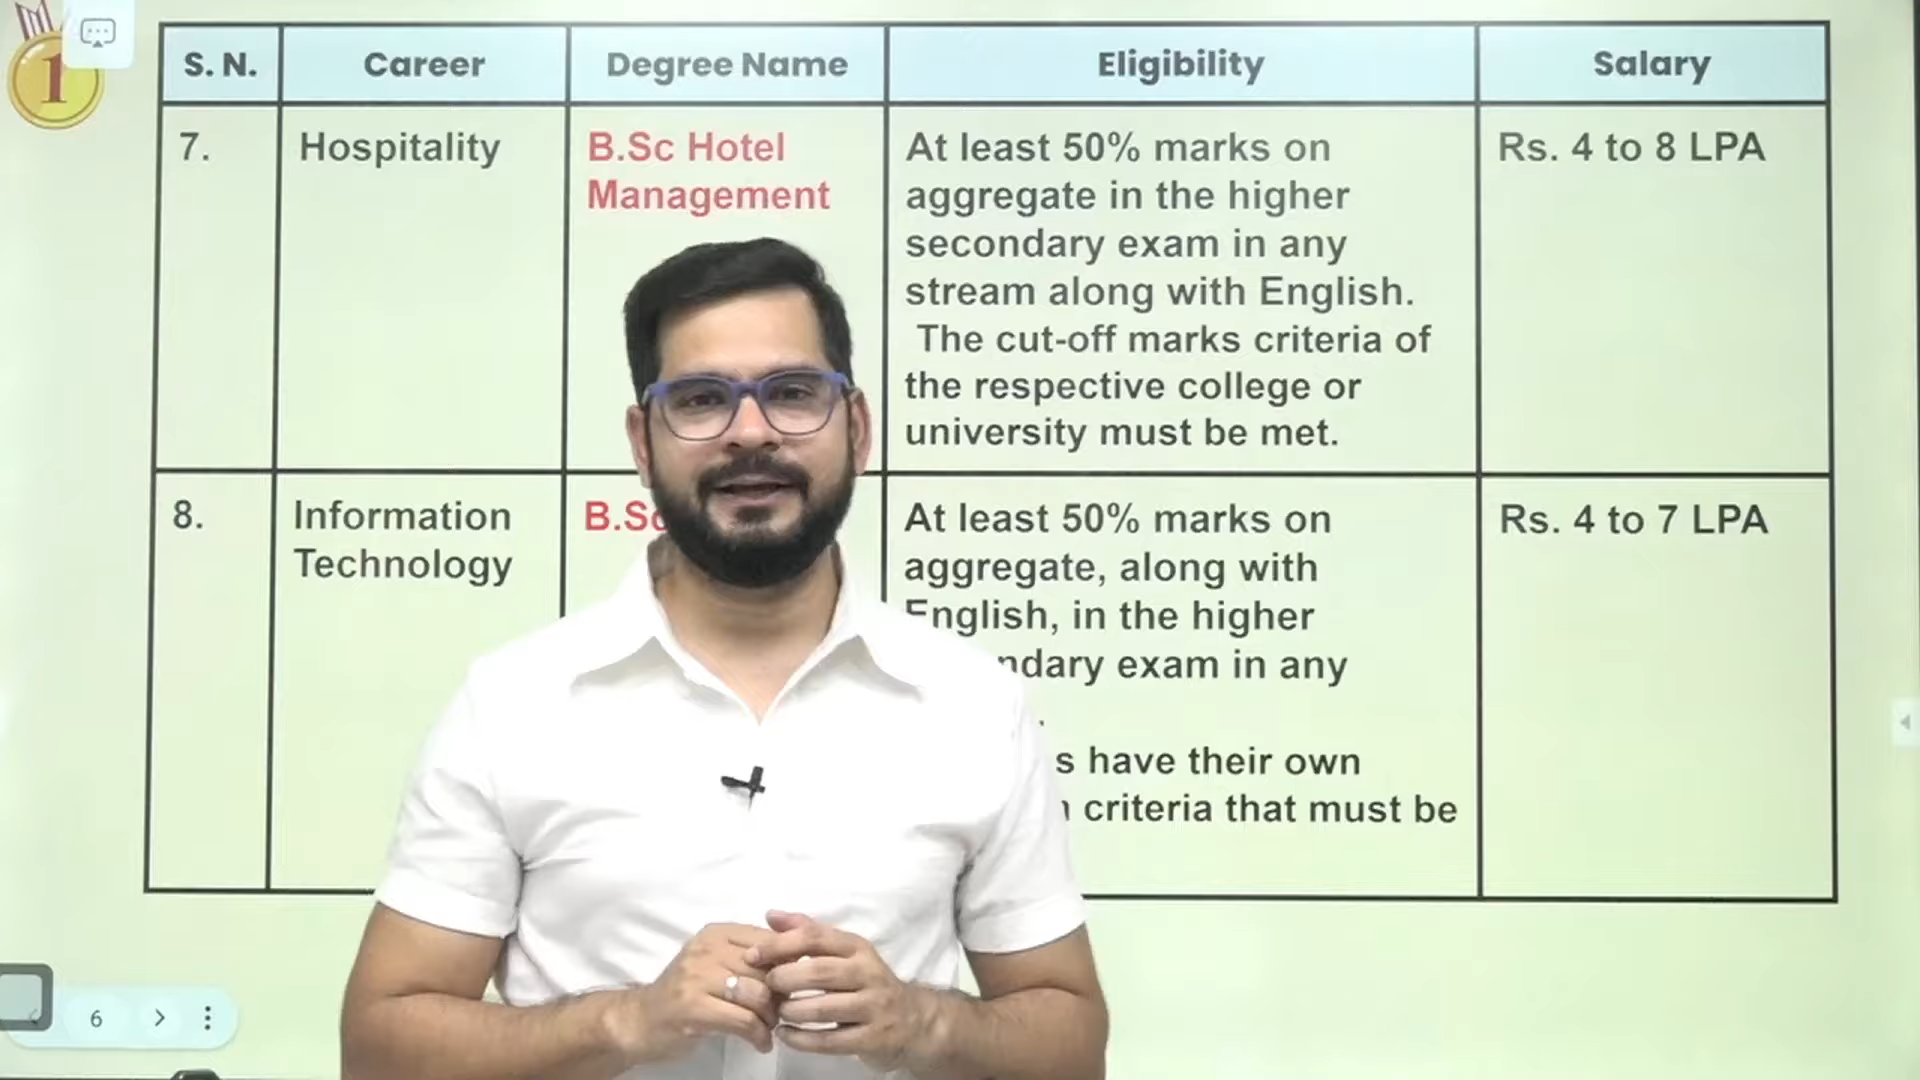 1
S. N. Career Degree Name Eligibility Salary
7. Hospitality B.Sc Hotel At least 50% marks on Rs. 4 to 8 LPA
Management aggregate in the higher
secondary exam in any
stream along with English.
The cut-off marks criteria of
the respective college or
university must be met.
8. Information At least 50% marks on Rs. 4 to 7 LPA
Technology aggregate, along with
English, in the higher
exam in any
have their own
criteria that must be
6